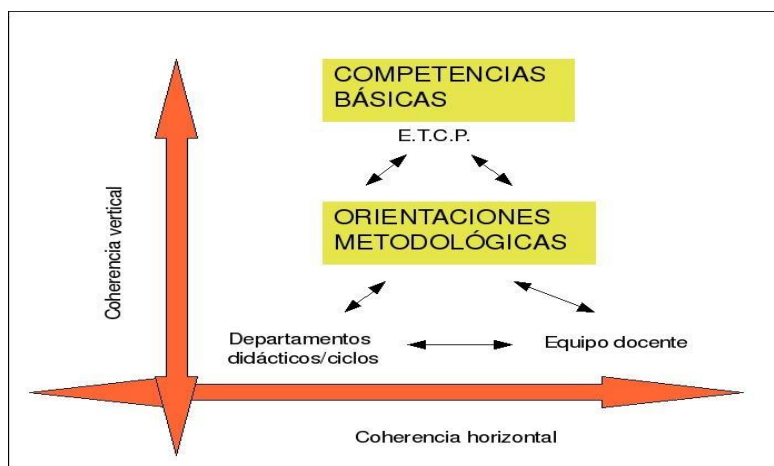 COMPETENCIAS
BÁSICAS
E.T.C.P.
Coherencia vertical
ORIENTACIONES
METODOLÓGICAS
Departamentos
didácticos/ciclos
Equipo docente
Coherencia horizontal